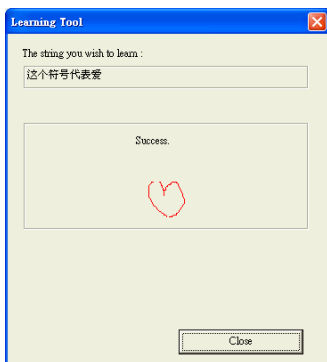 Learning Tool
The string you wish to learn :
这个符号代表爱
Success.
Close